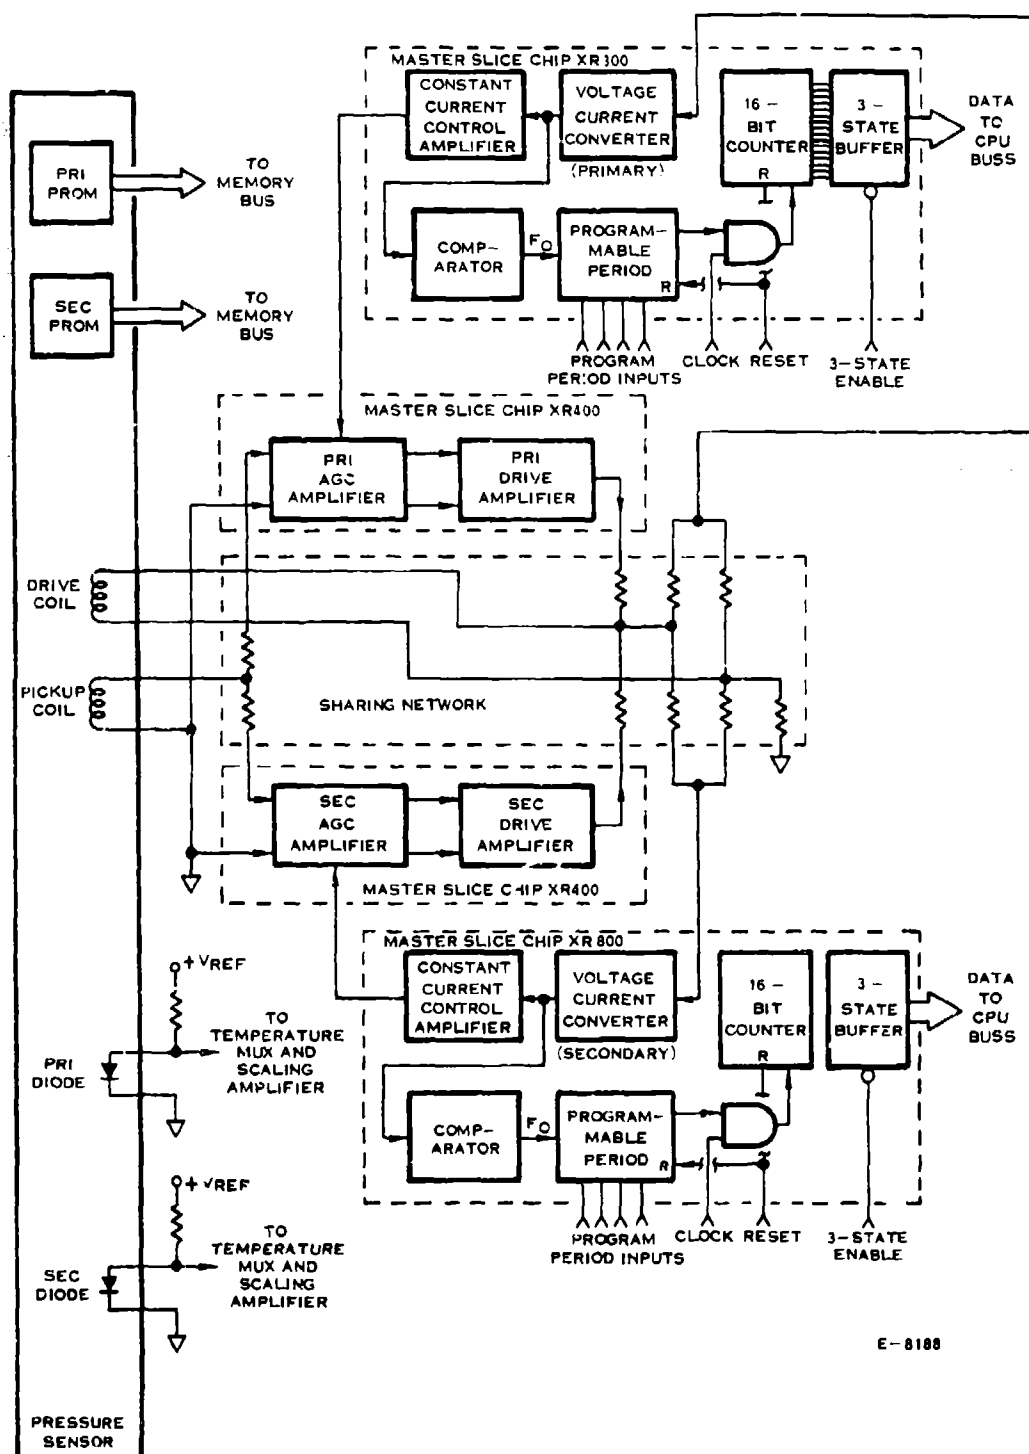 MASTER SLICE CHIP XR300
CONSTANT
CURRENT
CONTROL
AMPLIFIER
VOLTAGE
CURRENT
CONVERTER
(PRIMARY)
16-
BIT
COUNTER
R
3-
STATE
BUFFER
DATA
TO
CPU
BUSS
PRI
PROM
TO
MEMORY
BUS
COMP-
ARATOR
FO
PROGRAM-
MABLE
PERIOD
R
SEC
PROM
TO
MEMORY
BUS
PROGRAM
PERIOD INPUTS
CLOCK RESET
3-STATE
ENABLE
MASTER SLICE CHIP XR400
PRI
AGC
AMPLIFIER
PRI
DRIVE
AMPLIFIER
DRIVE
COIL
PICKUP
COIL
SHARING NETWORK
SEC
AGC
AMPLIFIER
SEC
DRIVE
AMPLIFIER
MASTER SLICE CHIP XR400
MASTER SLICE CHIP XR800
CONSTANT
CURRENT
CONTROL
AMPLIFIER
VOLTAGE
CURRENT
CONVERTER
(SECONDARY)
16-
BIT
COUNTER
R
3-
STATE
BUFFER
DATA
TO
CPU
BUSS
+VREF
TO
TEMPERATURE
MUX AND
SCALING
AMPLIFIER
PRI
DIODE
COMP-
ARATOR
FO
PROGRAM-
MABLE
PERIOD
R
PROGRAM
PERIOD INPUTS
CLOCK RESET
3-STATE
ENABLE
+VREF
TO
TEMPERATURE
MUX AND
SCALING
AMPLIFIER
SEC
DIODE
E-8188
PRESSURE
SENSOR